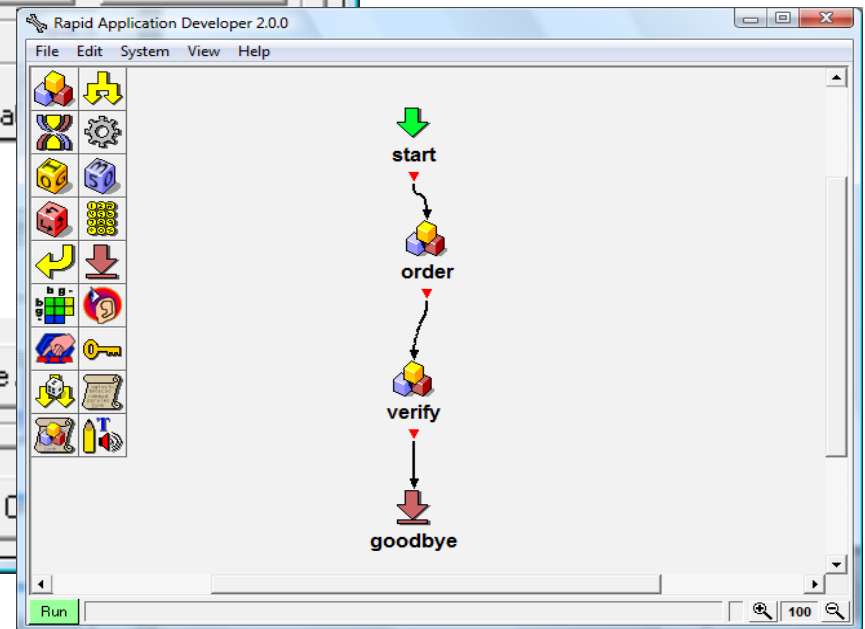 Rapid Application Developer 2.0.0
File Edit System View Help
start
order
verify
goodbye
Run
100